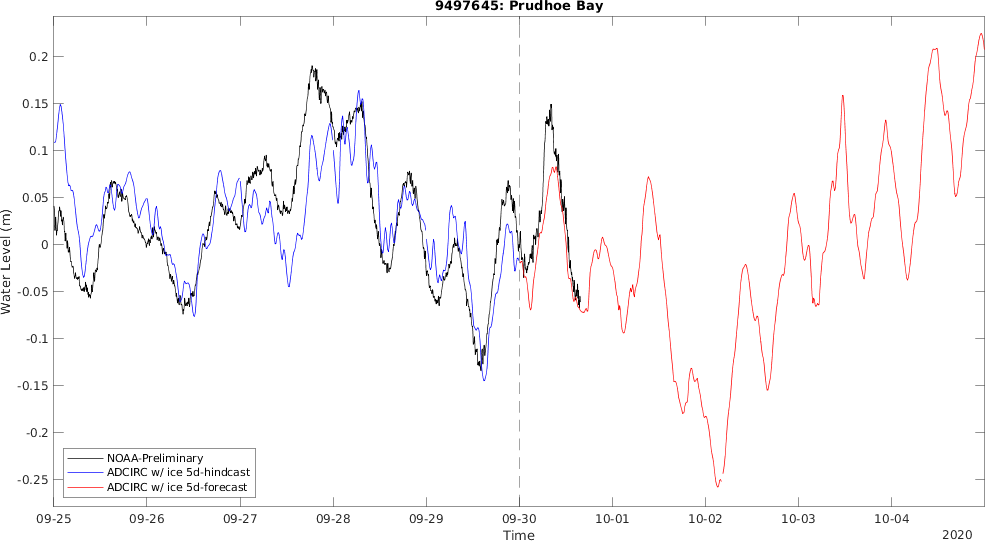 9497645: Prudhoe Bay
Water Level (m)
0.2
0.15
0.1
0.05
0
-0.05
-0.1
-0.15
-0.2
-0.25
NOAA-Preliminary
ADCIRC w/ ice 5d-hindcast
ADCIRC w/ ice 5d-forecast
09-25 09-26 09-27 09-28 09-29 09-30 10-01 10-02 10-03 10-04
Time
2020